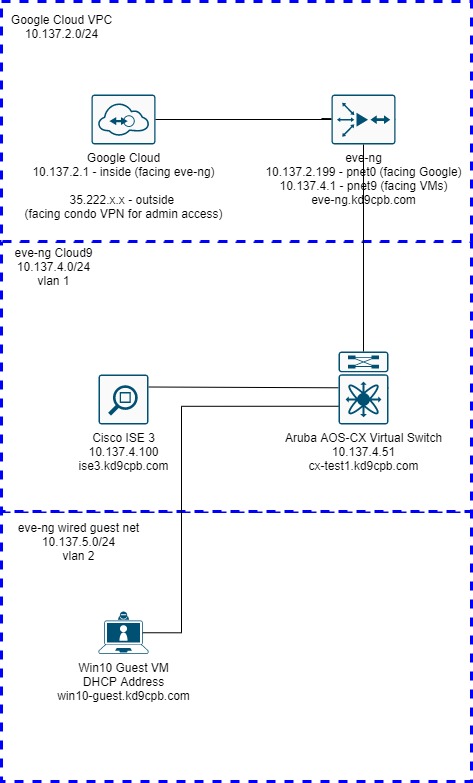 Google Cloud VPC
10.137.2.0/24
Google Cloud
10.137.2.1 - inside (facing eve-ng)
35.222.x.x - outside
(facing condo VPN for admin access)
eve-ng
10.137.2.199 - pnet0 (facing Google)
10.137.4.1 - pnet9 (facing VMs)
eve-ng.kd9cpb.com
eve-ng Cloud9
10.137.4.0/24
vlan 1
Cisco ISE 3
10.137.4.100
ise3.kd9cpb.com
Aruba AOS-CX Virtual Switch
10.137.4.51
cx-test1.kd9cpb.com
eve-ng wired guest net
10.137.5.0/24
vlan 2
Win10 Guest VM
DHCP Address
win10-guest.kd9cpb.com